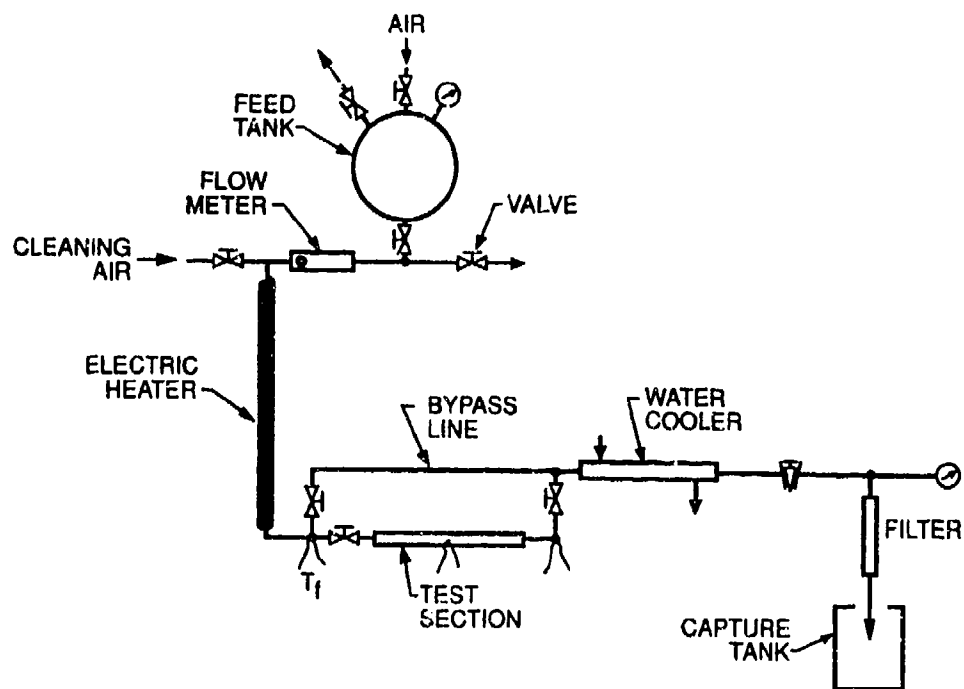 AIR
FEED
TANK
FLOW
METER
VALVE
CLEANING
AIR
ELECTRIC
HEATER
BYPASS
LINE
WATER
COOLER
FILTER
Tf
TEST
SECTION
CAPTURE
TANK